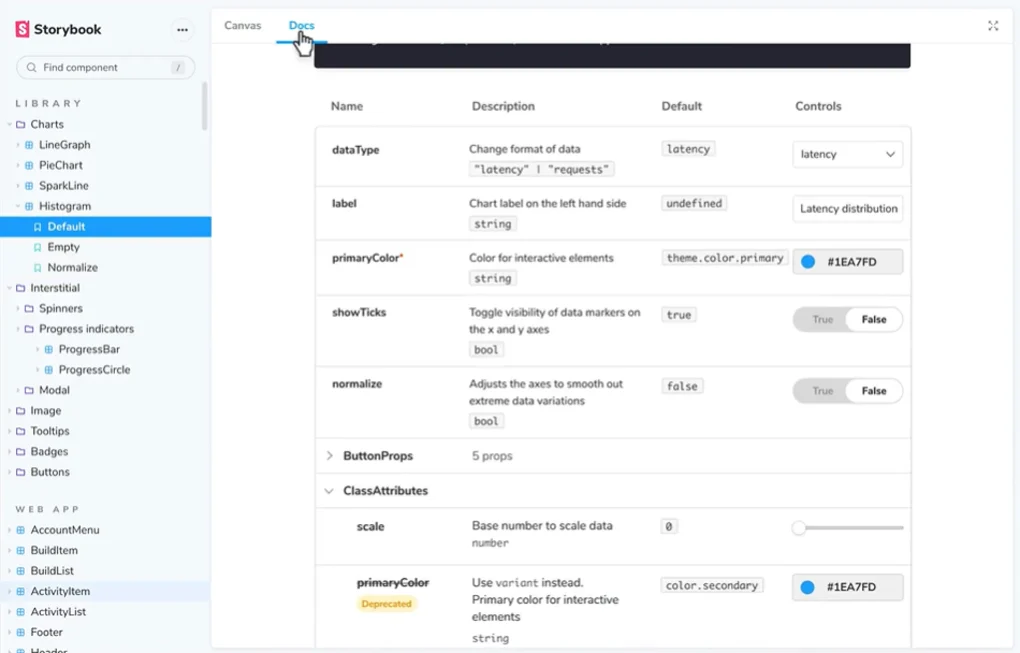 Storybook
Find component /
LIBRARY
Charts
LineGraph
PieChart
SparkLine
Histogram
Default
Empty
Normalize
Interstitial
Spinners
Progress indicators
ProgressBar
ProgressCircle
Modal
Image
Tooltips
Badges
Buttons
WEB APP
AccountMenu
BuildItem
BuildList
ActivityItem
ActivityList
Footer
Header
Canvas Docs
Name Description Default Controls
dataType Change format of data latency latency
"latency" | "requests"
label Chart label on the left hand side undefined Latency distribution
string
primaryColor* Color for interactive elements theme.color.primary #1EA7FD
string
showTicks Toggle visibility of data markers on true True False
the x and y axes
bool
normalize Adjusts the axes to smooth out false True False
extreme data variations
bool
ButtonProps 5 props
ClassAttributes
scale Base number to scale data 0
number
primaryColor Use variant instead. color.secondary #1EA7FD
Deprecated Primary color for interactive
elements
string